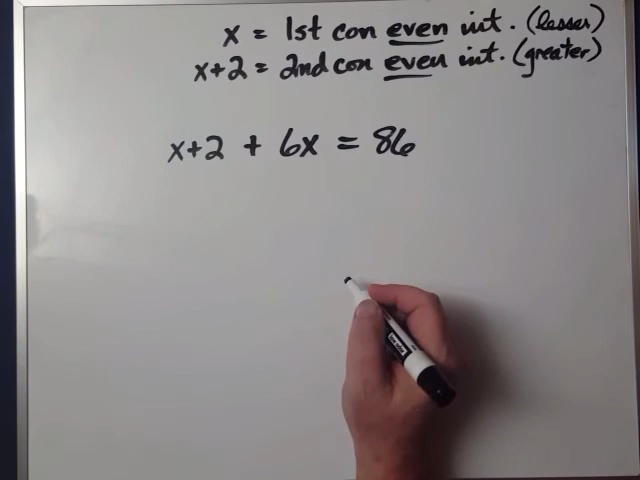 x = 1st con even int. (lesser)
x+2 = 2nd con even int. (greater)
x+2 + 6x = 86